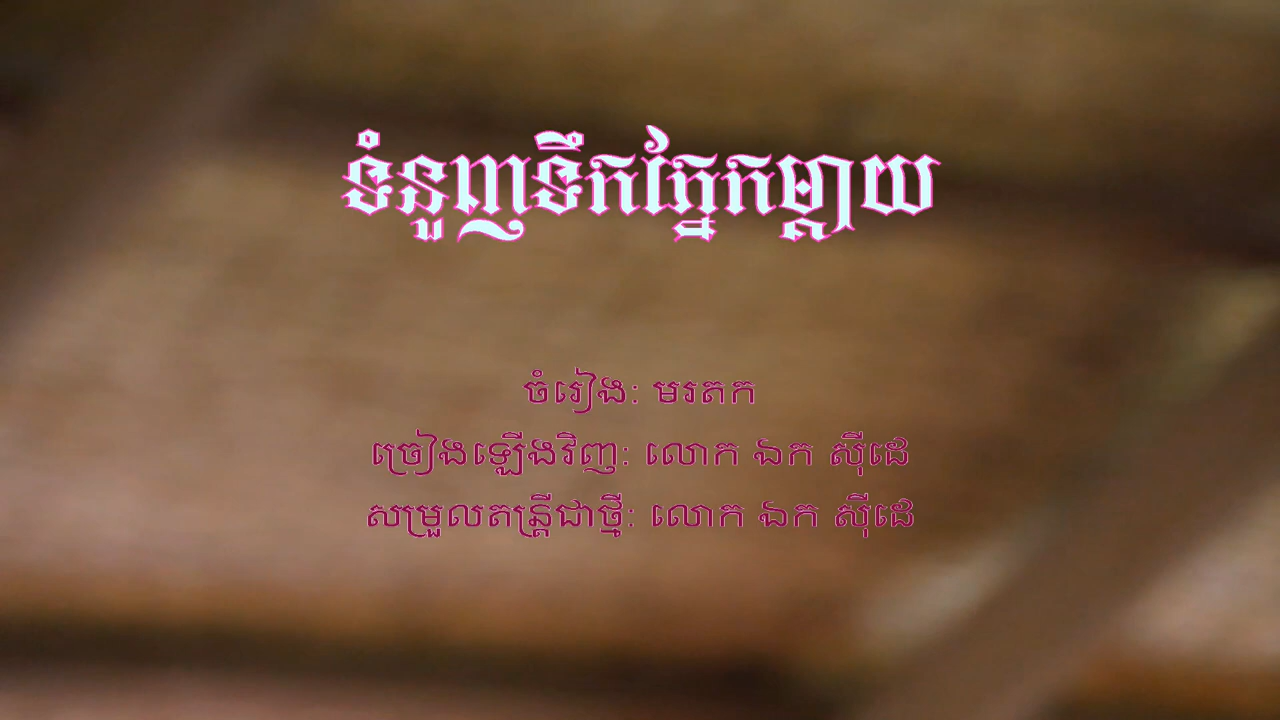 ទំនួញទឹកភ្នែកម្ដាយ
ចំរៀង: មរតក
ច្រៀងឡើងវិញ: លោក ឯក ស៊ីដេ
សម្រួលតន្ត្រីជាថ្មី: លោក ឯក ស៊ីដេ